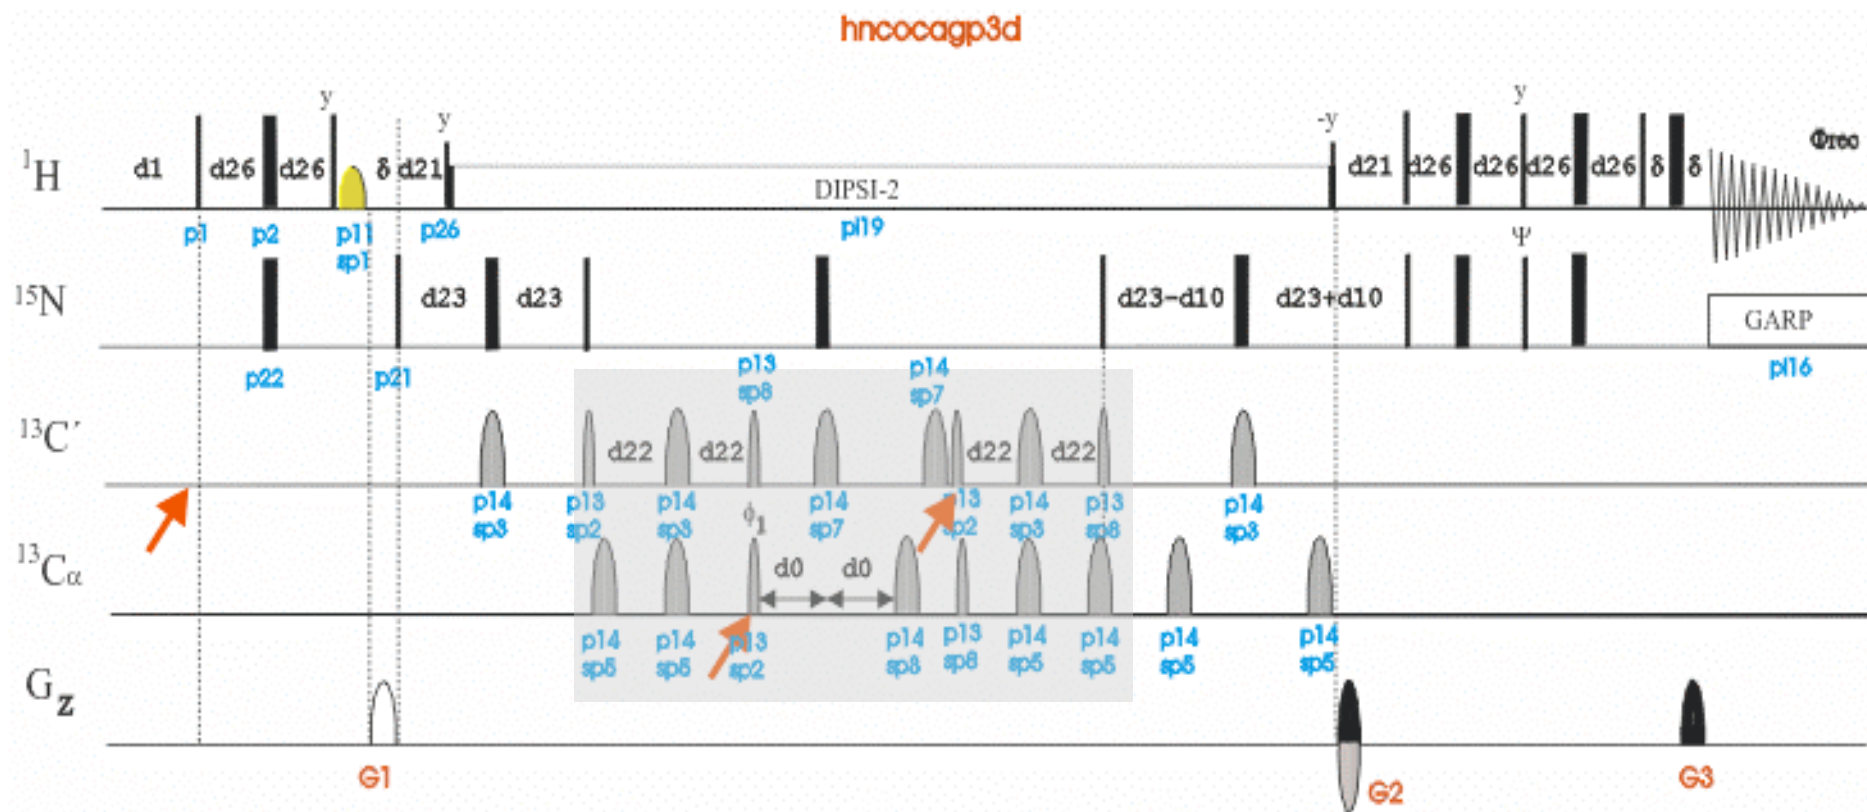 hncocagp3d
y y -y y
¹H d1 d26 d26 δ d21 DIPSI-2 d21 d26 d26 d26 d26 δ δ Φrec
p1 p2 p11 p26 pl19
sp1
Ψ
¹⁵N d23 d23 d23-d10 d23+d10 GARP
p22 p21 p13 p14 pl16
sp8 sp7
¹³C´ d22 d22 d22 d22
p14 p13 p14 p14 p13 p14 p13 p14
sp3 sp2 sp3 sp7 sp2 sp3 sp8 sp3
ϕ₁
¹³Cα d0 d0
p14 p14 p13 p14 p13 p14 p14 p14 p14
sp5 sp5 sp2 sp8 sp8 sp5 sp5 sp5 sp5
Gz
G1 G2 G3